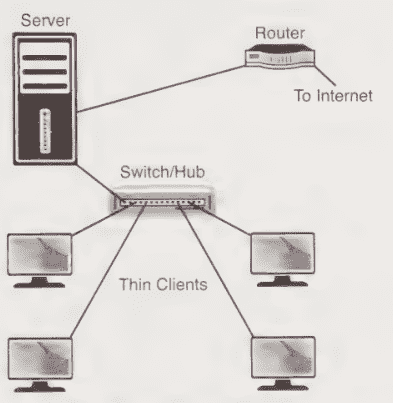 Server
Router
To Internet
Switch/Hub
Thin Clients